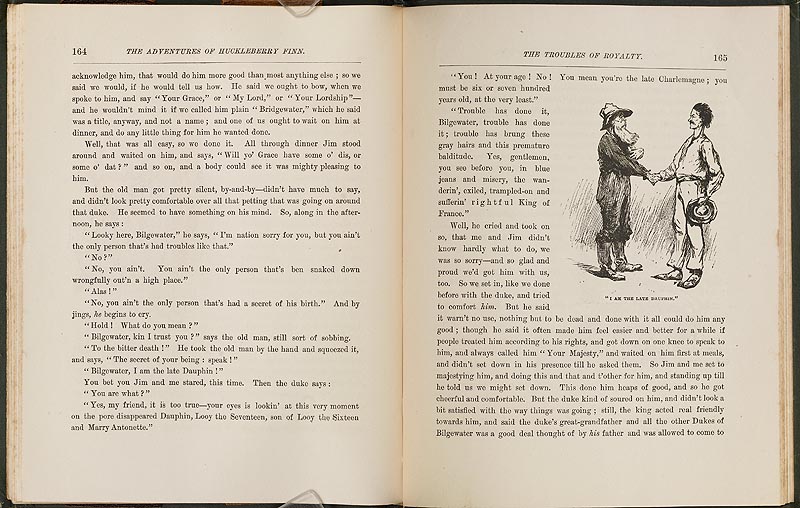 164 THE ADVENTURES OF HUCKLEBERRY FINN.
acknowledge him, that would do him more good than most anything else ; so we
said we would, if he would tell us how. He said we ought to bow, when we
spoke to him, and say "Your Grace," or "My Lord," or "Your Lordship"—
and he wouldn't mind it if we called him plain "Bridgewater," which he said
was a title, anyway, and not a name ; and one of us ought to wait on him at
dinner, and do any little thing for him he wanted done.
Well, that was all easy, so we done it. All through dinner Jim stood
around and waited on him, and says, "Will yo' Grace have some o' dis, or
some o' dat ?" and so on, and a body could see it was mighty pleasing to
him.
But the old man got pretty silent, by-and-by—didn't have much to say,
and didn't look pretty comfortable over all that petting that was going on around
that duke. He seemed to have something on his mind. So, along in the after-
noon, he says :
"Looky here, Bilgewater," he says, "I'm nation sorry for you, but you ain't
the only person that's had troubles like that."
"No ?"
"No, you ain't. You ain't the only person that's ben snaked down
wrongfully out'n a high place."
"Alas !"
"No, you ain't the only person that's had a secret of his birth." And by
jings, he begins to cry.
"Hold ! What do you mean ?"
"Bilgewater, kin I trust you ?" says the old man, still sort of sobbing.
"To the bitter death !" He took the old man by the hand and squeezed it,
and says, "The secret of your being : speak !"
"Bilgewater, I am the late Dauphin !"
You bet you Jim and me stared, this time. Then the duke says :
"You are what ?"
"Yes, my friend, it is too true—your eyes is lookin' at this very moment
on the pore disappeared Dauphin, Looy the Seventeen, son of Looy the Sixteen
and Marry Antonette."
THE TROUBLES OF ROYALTY. 165
"You ! At your age ! No ! You mean you're the late Charlemagne ; you
must be six or seven hundred
years old, at the very least."
"Trouble has done it,
Bilgewater, trouble has done
it ; trouble has brung these
gray hairs and this premature
balditude. Yes, gentlemen,
you see before you, in blue
jeans and misery, the wan-
derin', exiled, trampled-on and
sufferin' rightful King of
France."
Well, he cried and took on
so, that me and Jim didn't
know hardly what to do, we
was so sorry—and so glad and
proud we'd got him with us,
too. So we set in, like we done
before with the duke, and tried
to comfort him. But he said
"I AM THE LATE DAUPHIN."
it warn't no use, nothing but to be dead and done with it all could do him any
good ; though he said it often made him feel easier and better for a while if
people treated him according to his rights, and got down on one knee to speak to
him, and always called him "Your Majesty," and waited on him first at meals,
and didn't set down in his presence till he asked them. So Jim and me set to
majestying him, and doing this and that and t'other for him, and standing up till
he told us we might set down. This done him heaps of good, and so he got
cheerful and comfortable. But the duke kind of soured on him, and didn't look a
bit satisfied with the way things was going ; still, the king acted real friendly
towards him, and said the duke's great-grandfather and all the other Dukes of
Bilgewater was a good deal thought of by his father and was allowed to come to